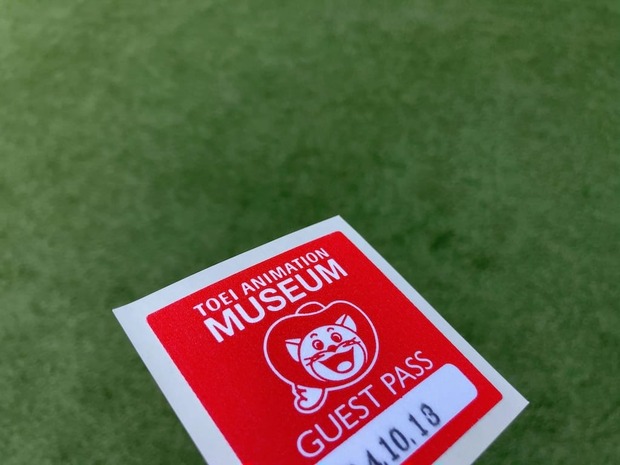 TOEI ANIMATION
MUSEUM
GUEST PASS
4.10.13